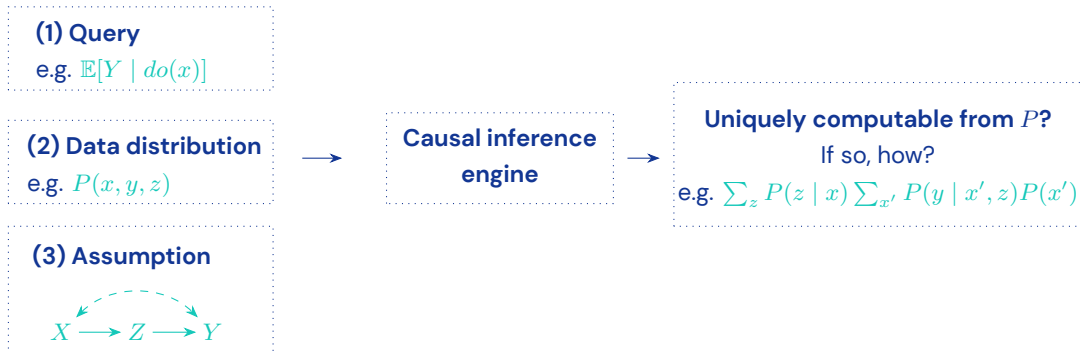 (1) Query
e.g. 𝔼[Y | do(x)]
(2) Data distribution
e.g. P(x, y, z)
(3) Assumption
X Z Y
Causal inference
engine
Uniquely computable from P?
If so, how?
e.g. ∑_z P(z | x) ∑_{x′} P(y | x′, z)P(x′)